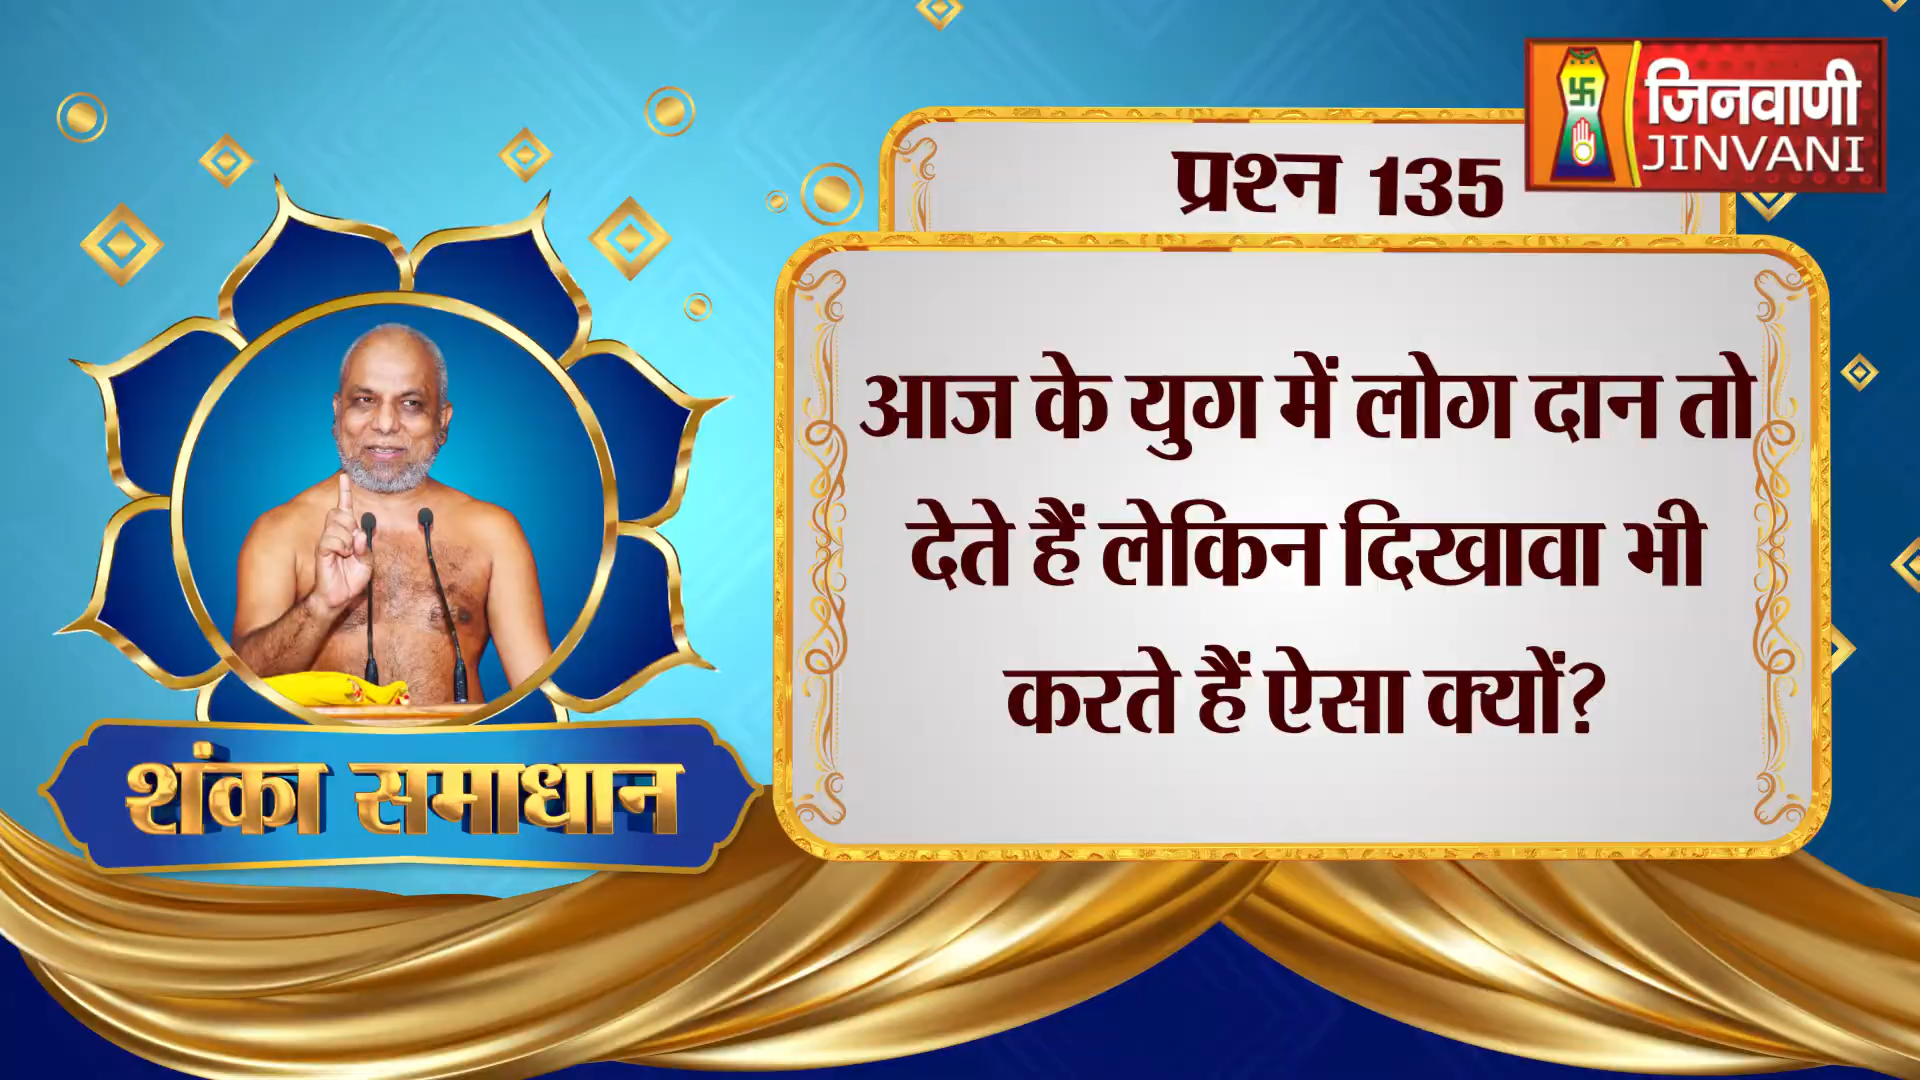 जिनवाणी
JINVANI
प्रश्न 135
आज के युग में लोग दान तो
देते हैं लेकिन दिखावा भी
करते हैं ऐसा क्यों?
शंका समाधान